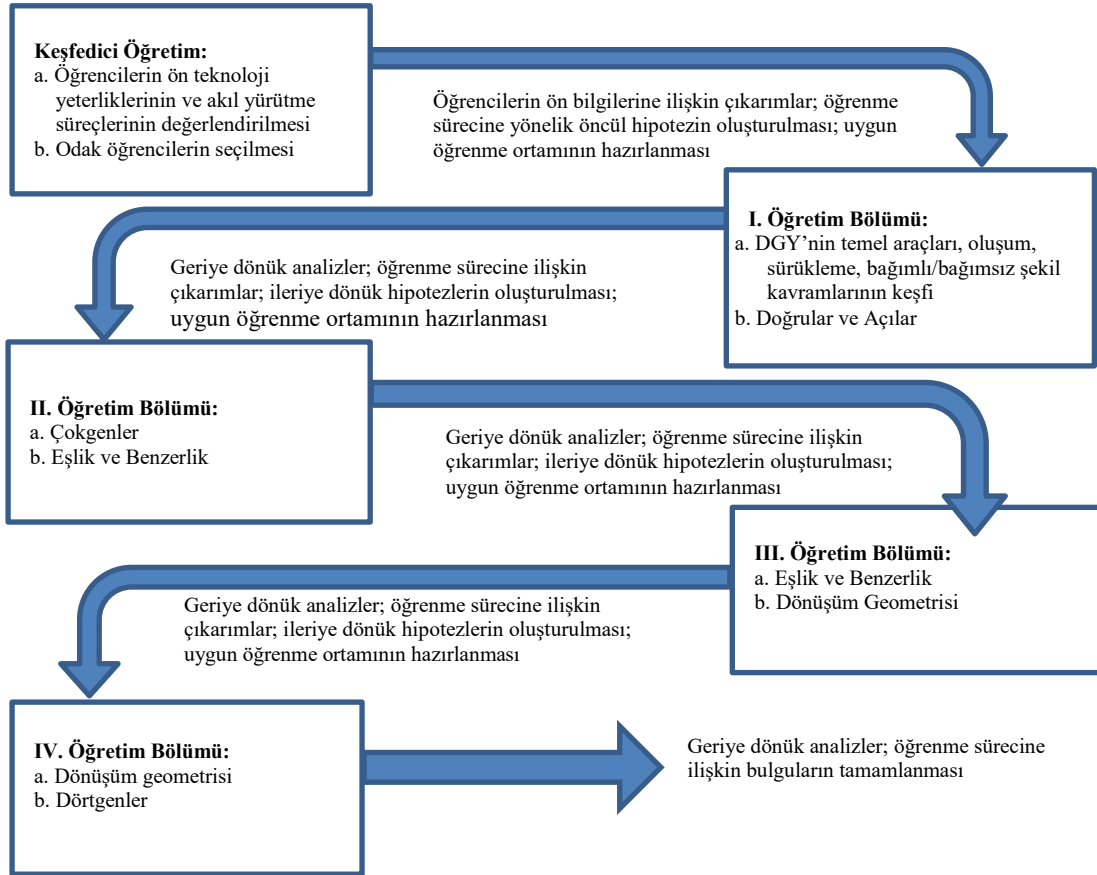 Keşfedici Öğretim:
a. Öğrencilerin ön teknoloji
yeterliklerinin ve akıl yürütme
süreçlerinin değerlendirilmesi
b. Odak öğrencilerin seçilmesi
Öğrencilerin ön bilgilerine ilişkin çıkarımlar; öğrenme
sürecine yönelik öncül hipotezin oluşturulması; uygun
öğrenme ortamının hazırlanması
I. Öğretim Bölümü:
a. DGY’nin temel araçları, oluşum,
sürükleme, bağımlı/bağımsız şekil
kavramlarının keşfi
b. Doğrular ve Açılar
Geriye dönük analizler; öğrenme sürecine ilişkin
çıkarımlar; ileriye dönük hipotezlerin oluşturulması;
uygun öğrenme ortamının hazırlanması
II. Öğretim Bölümü:
a. Çokgenler
b. Eşlik ve Benzerlik
Geriye dönük analizler; öğrenme sürecine ilişkin
çıkarımlar; ileriye dönük hipotezlerin oluşturulması;
uygun öğrenme ortamının hazırlanması
III. Öğretim Bölümü:
a. Eşlik ve Benzerlik
b. Dönüşüm Geometrisi
Geriye dönük analizler; öğrenme sürecine ilişkin
çıkarımlar; ileriye dönük hipotezlerin oluşturulması;
uygun öğrenme ortamının hazırlanması
IV. Öğretim Bölümü:
a. Dönüşüm geometrisi
b. Dörtgenler
Geriye dönük analizler; öğrenme sürecine
ilişkin bulguların tamamlanması